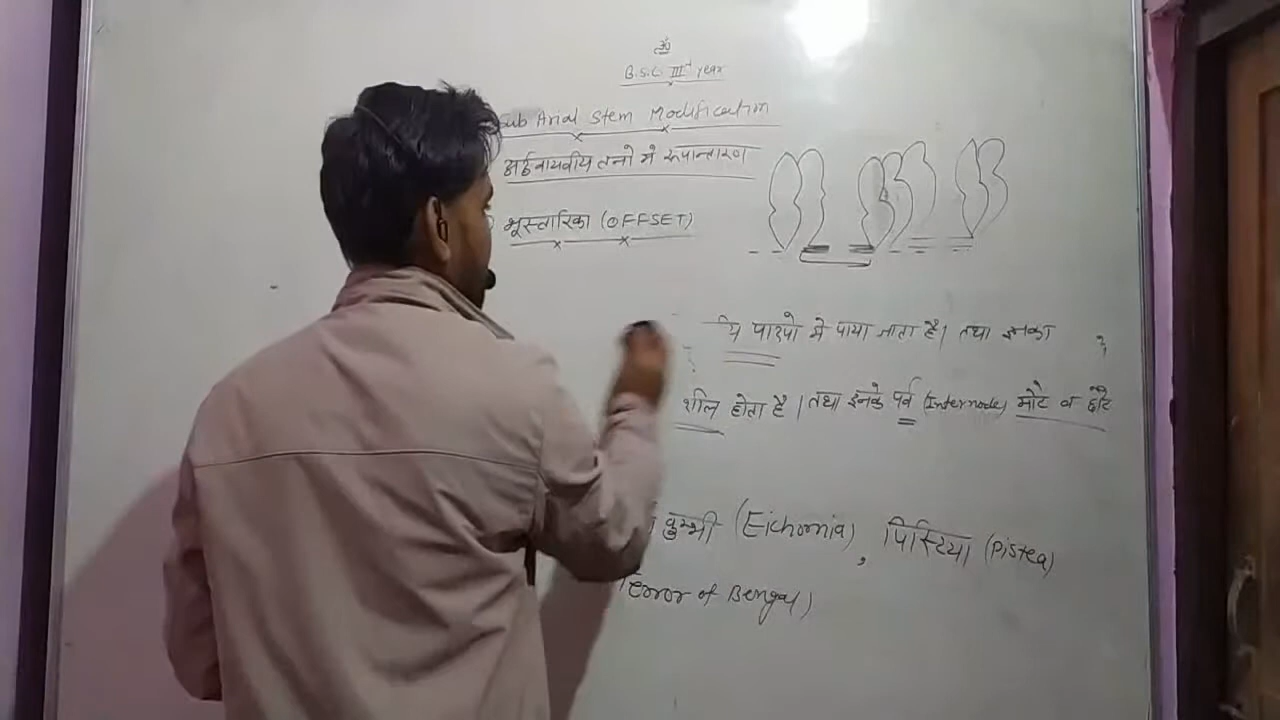 ॐ
B.S.C. IIIrd year
Sub Arial Stem Modification
अर्द्धवायवीय तनो मे रूपान्तरण
भूस्तारिका (OFFSET)
य पादपो मे पाया जाता है। तथा इनका
शील होता है। तथा इनके पर्व (Internode) मोटे व छोटे
कुम्भी (Eichornia), पिस्टिया (Pistea)
Terror of Bengal)